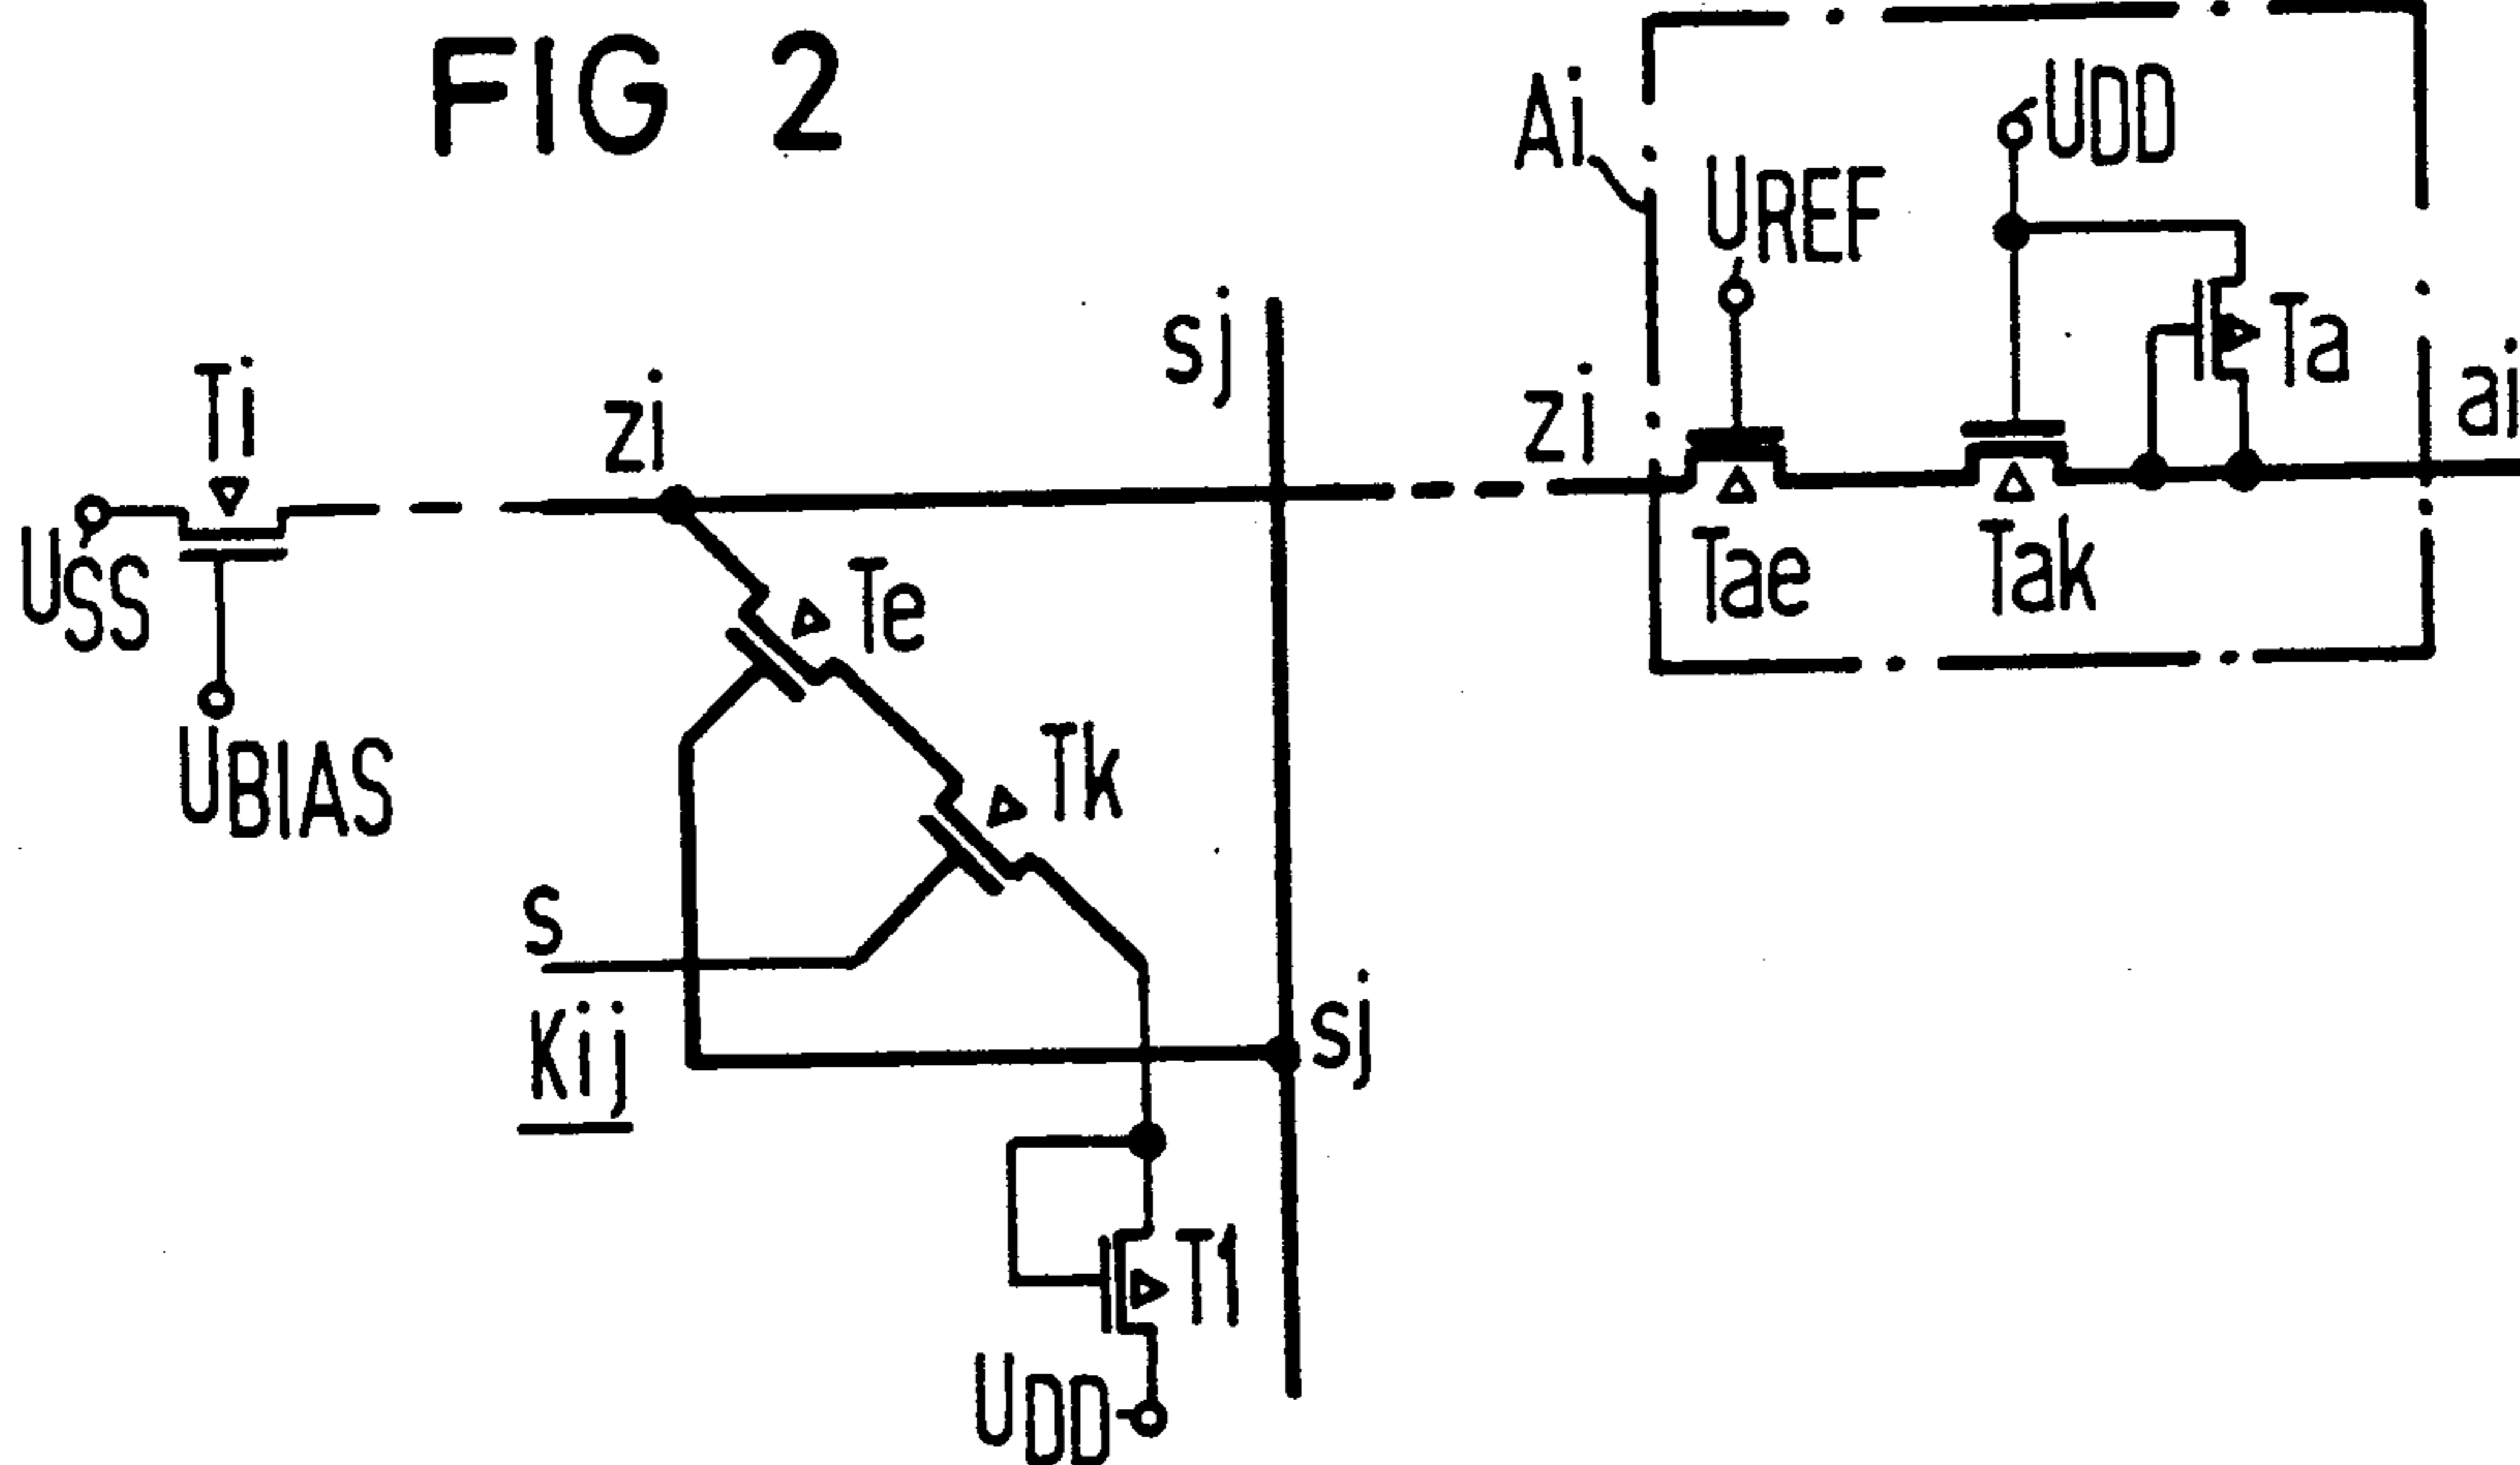 FIG 2
Ai
UDD
UREF
Ta
sj
Ti
zi
zi
ai
USS
Te
Tae
Tak
UBIAS
Tk
s
Kij
sj
T1
UDD